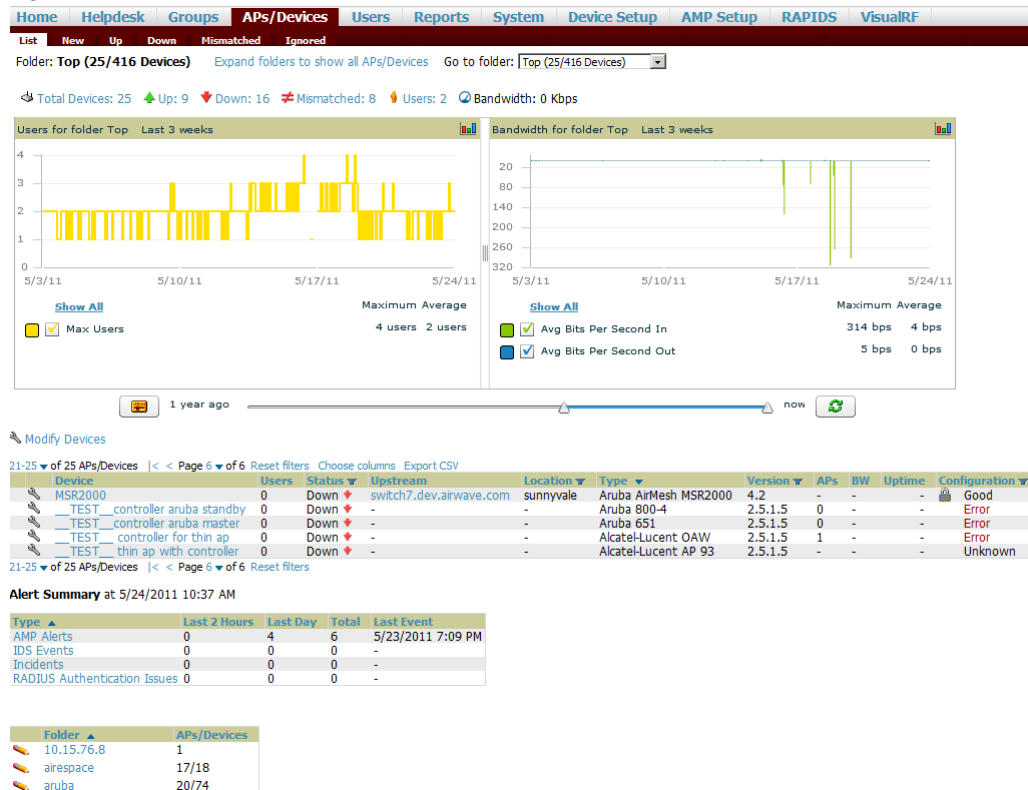 Home Helpdesk Groups APs/Devices Users Reports System Device Setup AMP Setup RAPIDS VisualRF
List New Up Down Mismatched Ignored
Folder: Top (25/416 Devices) Expand folders to show all APs/Devices Go to folder: Top (25/416 Devices)
Total Devices: 25 Up: 9 Down: 16 Mismatched: 8 Users: 2 Bandwidth: 0 Kbps
Users for folder Top Last 3 weeks
4
3
2
1
0
5/3/11 5/10/11 5/17/11 5/24/11
Show All Maximum Average
Max Users 4 users 2 users
Bandwidth for folder Top Last 3 weeks
20
80
140
200
260
320
5/3/11 5/10/11 5/17/11 5/24/11
Show All Maximum Average
Avg Bits Per Second In 314 bps 4 bps
Avg Bits Per Second Out 5 bps 0 bps
1 year ago now
Modify Devices
21-25 of 25 APs/Devices |< < Page 6 of 6 Reset filters Choose columns Export CSV
Device Users Status Upstream Location Type Version APs BW Uptime Configuration
MSR2000 0 Down switch7.dev.airwave.com sunnyvale Aruba AirMesh MSR2000 4.2 - - - Good
__TEST__controller aruba standby 0 Down - - Aruba 800-4 2.5.1.5 0 - - Error
__TEST__controller aruba master 0 Down - - Aruba 651 2.5.1.5 0 - - Error
__TEST__ controller for thin ap 0 Down - - Alcatel-Lucent OAW 2.5.1.5 1 - - Error
__TEST__ thin ap with controller 0 Down - - Alcatel-Lucent AP 93 2.5.1.5 - - - Unknown
21-25 of 25 APs/Devices |< < Page 6 of 6 Reset filters
Alert Summary at 5/24/2011 10:37 AM
Type Last 2 Hours Last Day Total Last Event
AMP Alerts 0 4 6 5/23/2011 7:09 PM
IDS Events 0 0 0 -
Incidents 0 0 0 -
RADIUS Authentication Issues 0 0 0 -
Folder APs/Devices
10.15.76.8 1
airespace 17/18
aruba 20/74